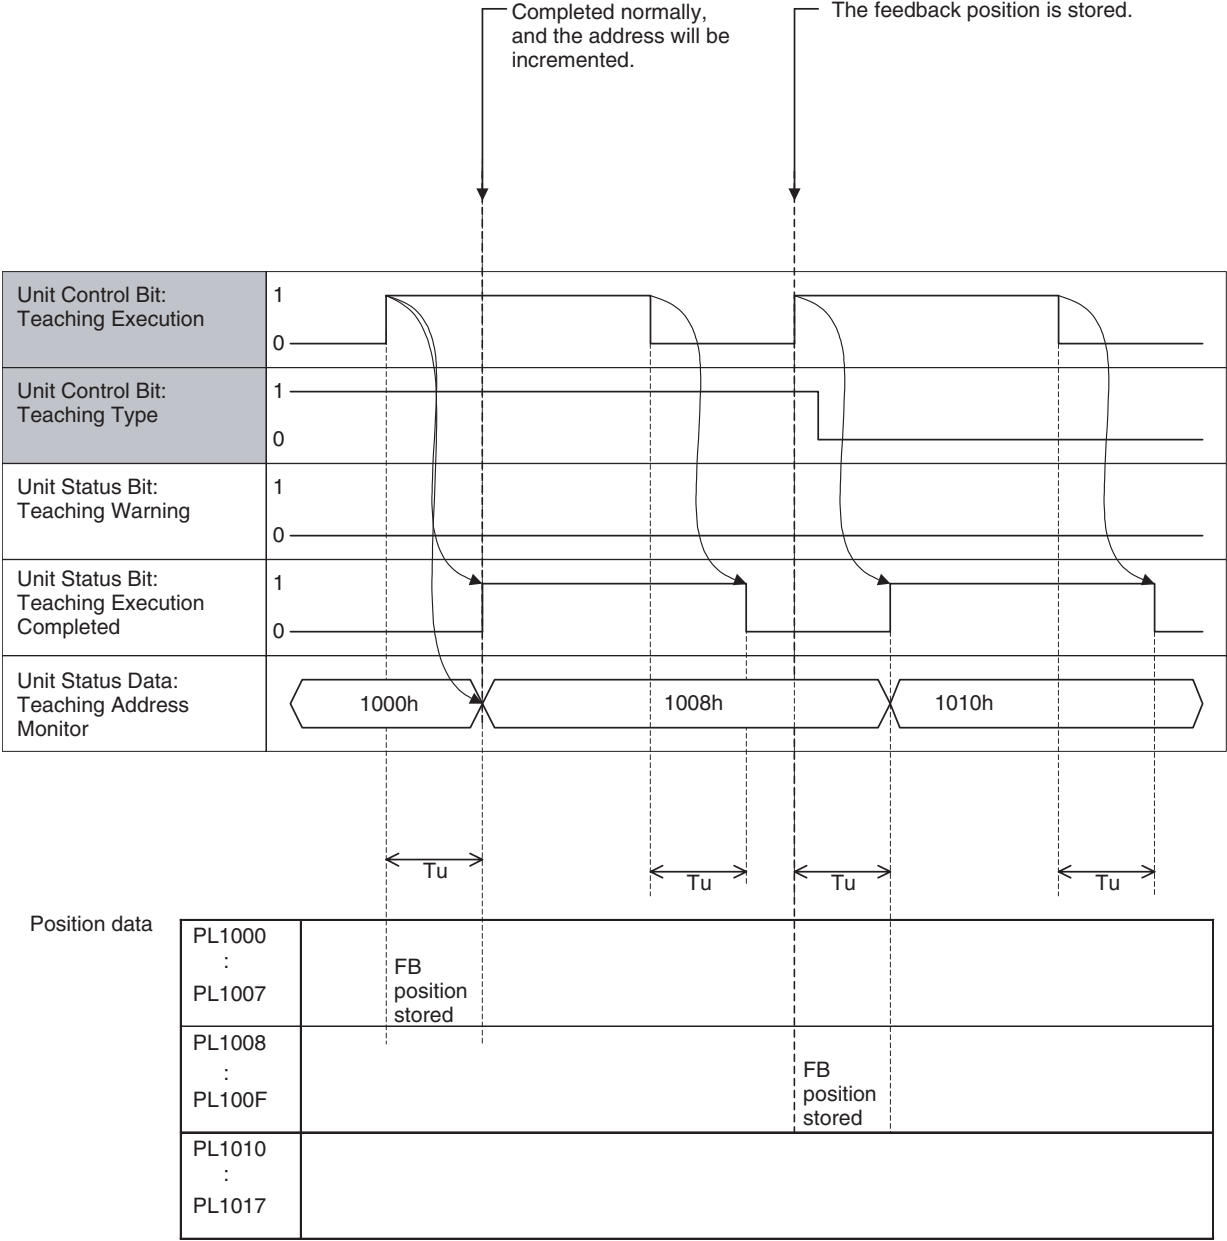 Completed normally,
and the address will be
incremented.
The feedback position is stored.
Unit Control Bit:
Teaching Execution
1
0
Unit Control Bit:
Teaching Type
1
0
Unit Status Bit:
Teaching Warning
1
0
Unit Status Bit:
Teaching Execution
Completed
1
0
Unit Status Data:
Teaching Address
Monitor
1000h
1008h
1010h
Tu
Tu
Tu
Tu
Position data
PL1000
:
PL1007
FB
position
stored
PL1008
:
PL100F
FB
position
stored
PL1010
:
PL1017